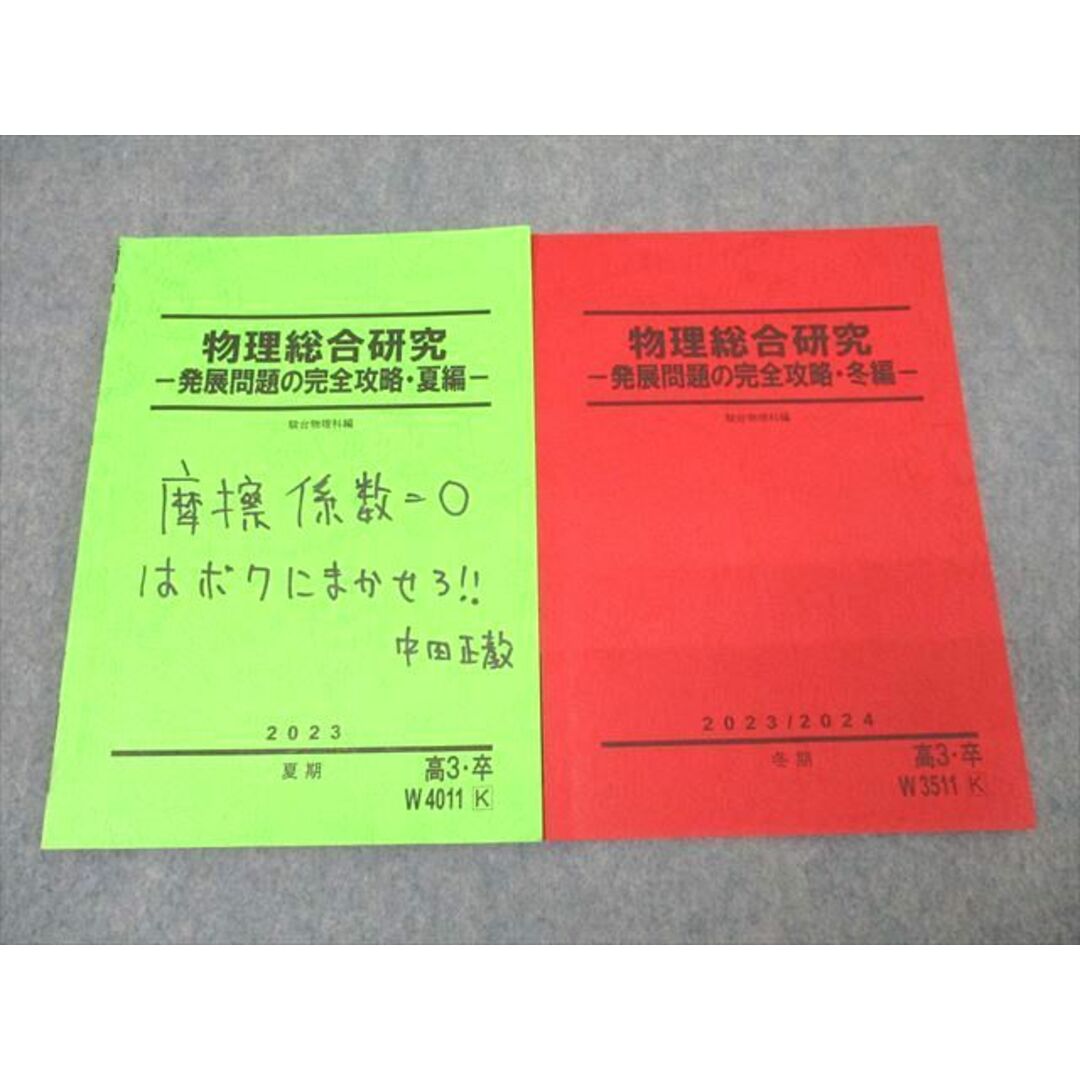 物理総合研究
－発展問題の完全攻略・夏編－
駿台物理科編
摩擦係数=0
はボクにまかせろ!!
中田正教
2023
夏期
高3・卒
W4011 K
物理総合研究
－発展問題の完全攻略・冬編－
駿台物理科編
2023/2024
冬期
高3・卒
W3511 K